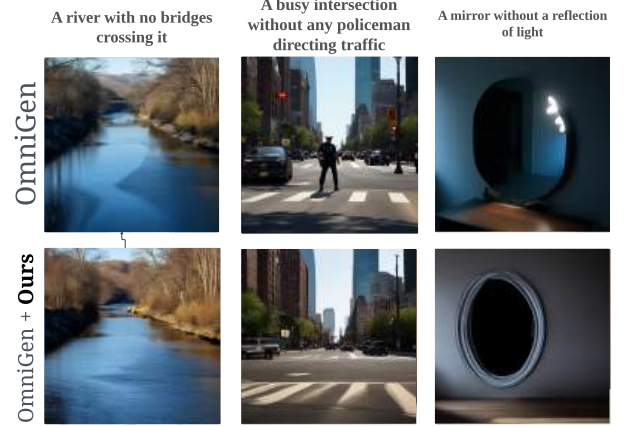 A river with no bridges
crossing it
A busy intersection
without any policeman
directing traffic
A mirror without a reflection
of light
OmniGen
OmniGen + Ours